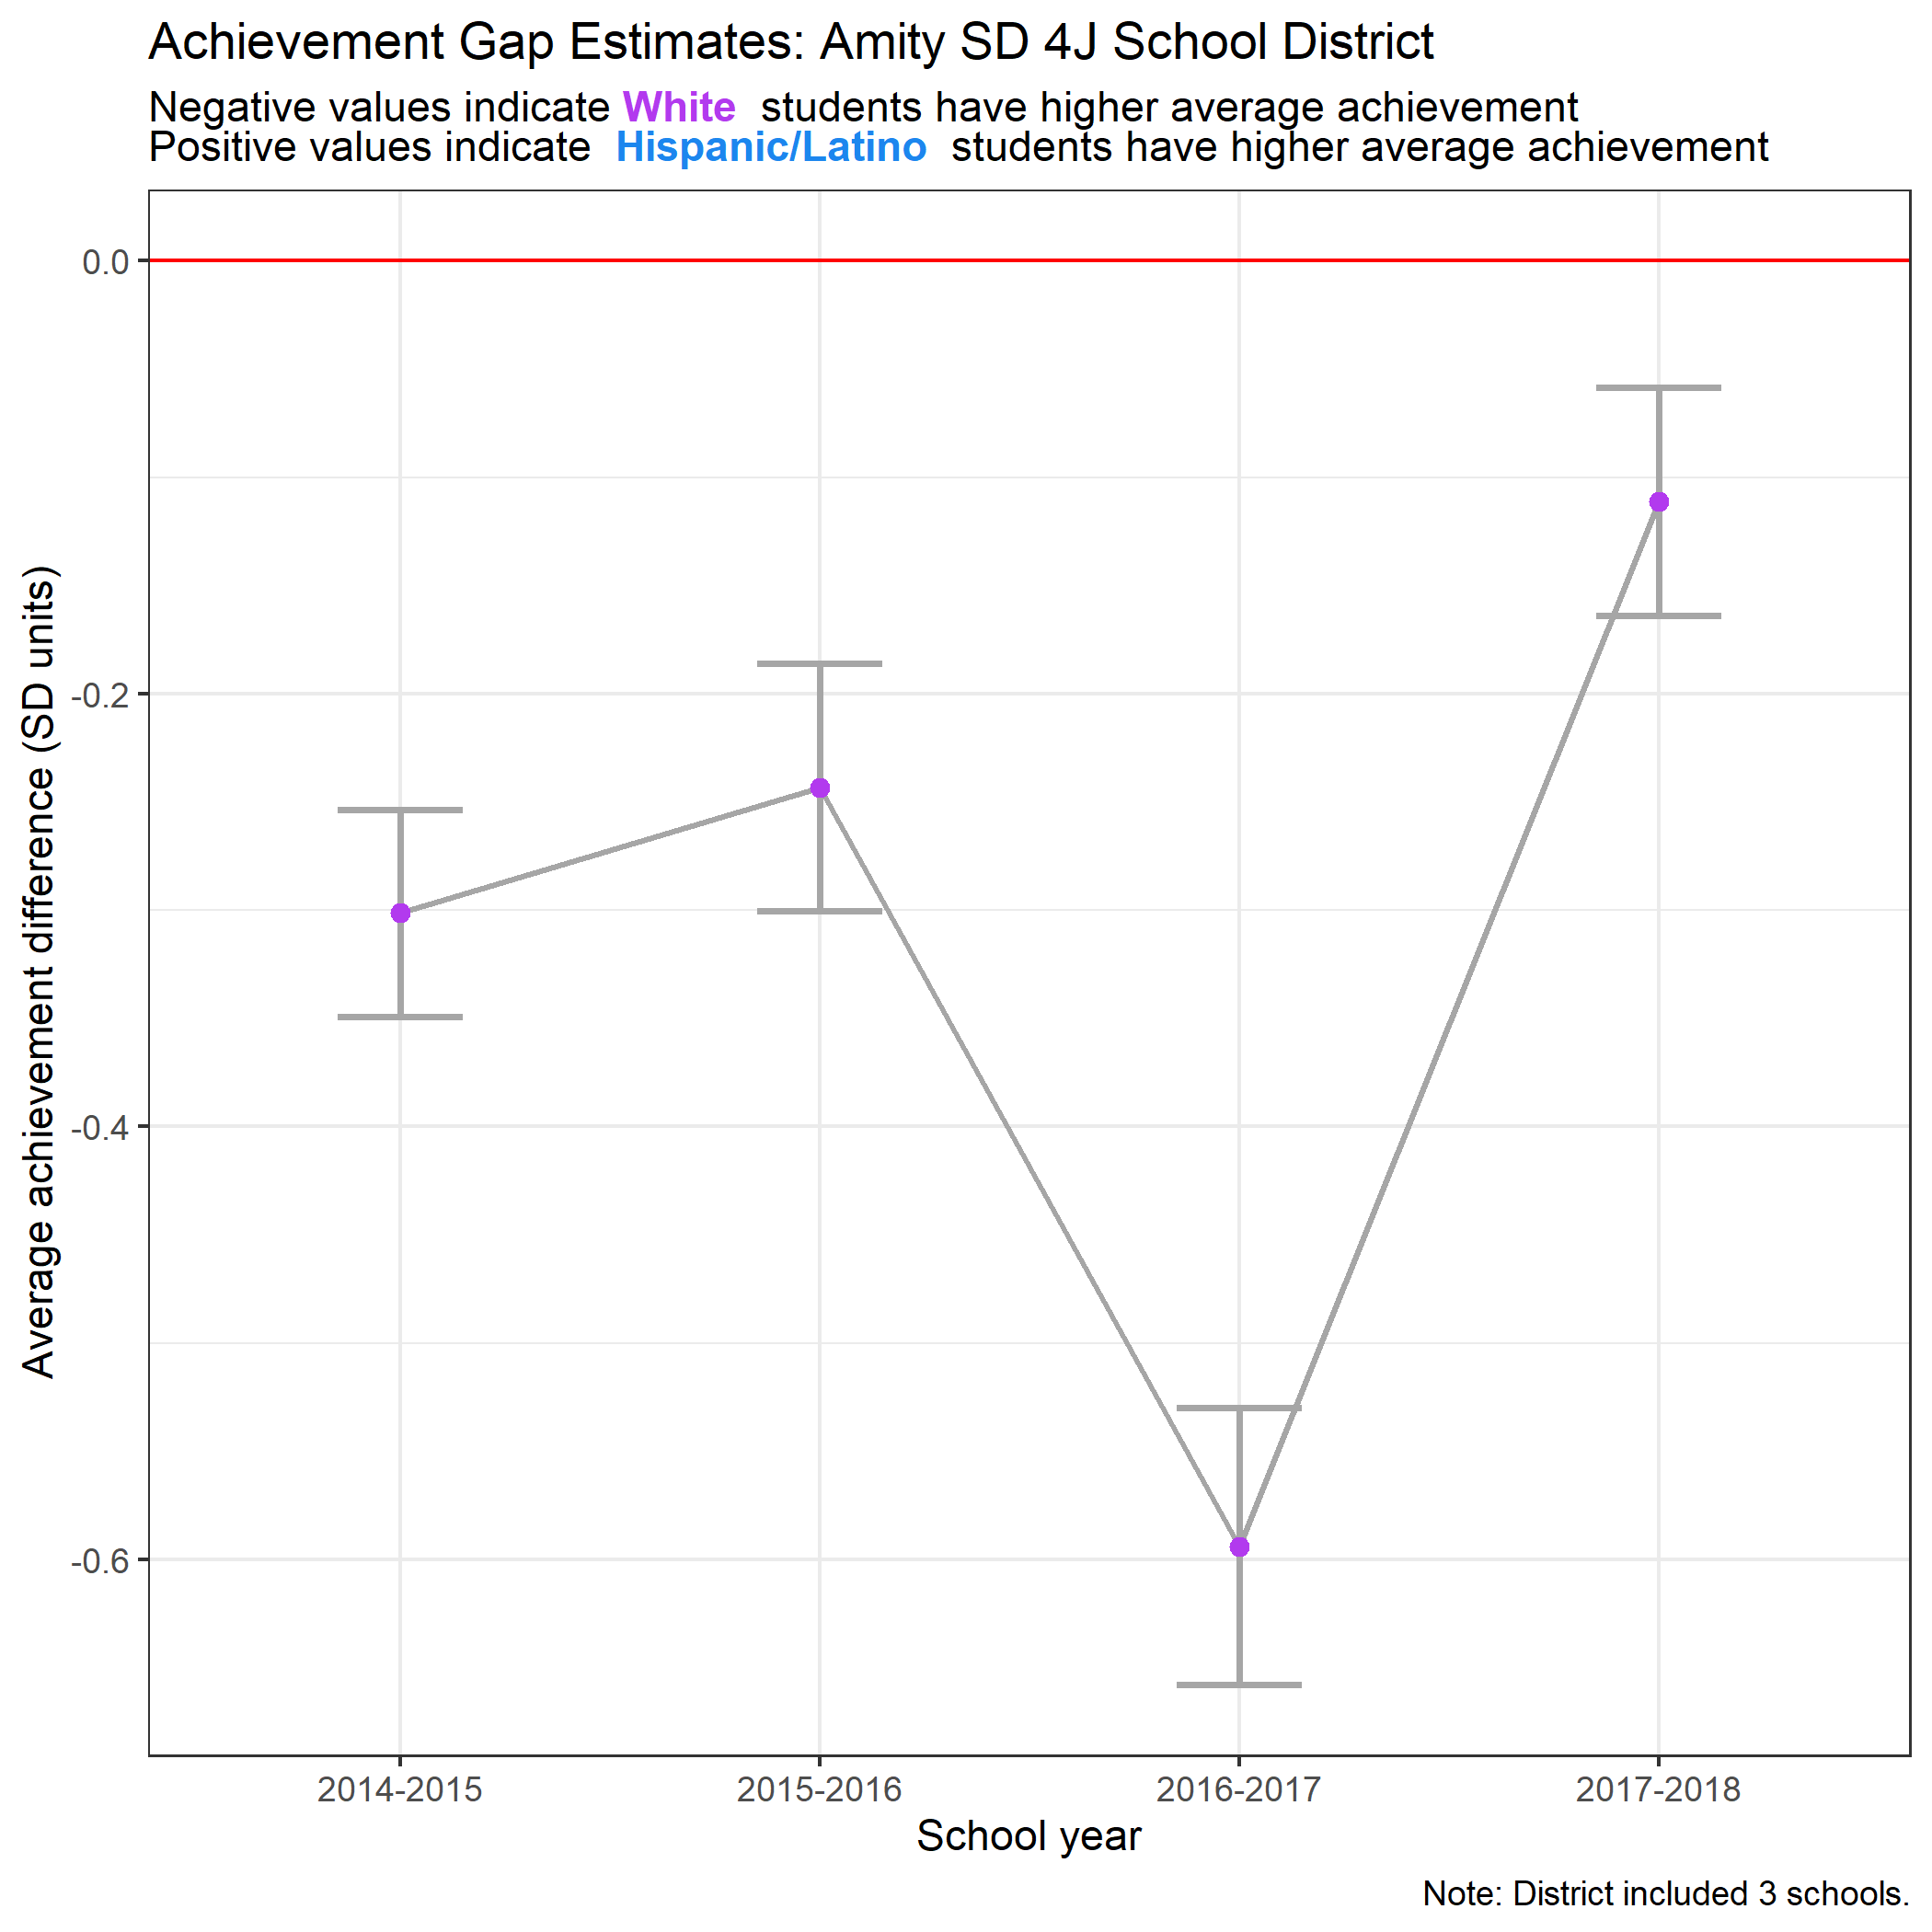 Achievement Gap Estimates: Amity SD 4J School District
Negative values indicate White students have higher average achievement
Positive values indicate Hispanic/Latino students have higher average achievement
Average achievement difference (SD units)
0.0
-0.2
-0.4
-0.6
2014-2015 2015-2016 2016-2017 2017-2018
School year
Note: District included 3 schools.